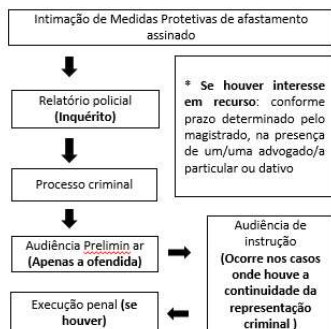 Intimação de Medidas Protetivas de afastamento
assinado
Relatório policial
(Inquérito)
* Se houver interesse
em recurso: conforme
prazo determinado pelo
magistrado, na presença
de um/uma advogado/a
particular ou dativo
Processo criminal
Audiência Prelimin ar
(Apenas a ofendida)
Audiência de
instrução
(Ocorre nos casos
onde houve a
continuidade da
representação
criminal )
Execução penal (se
houver)